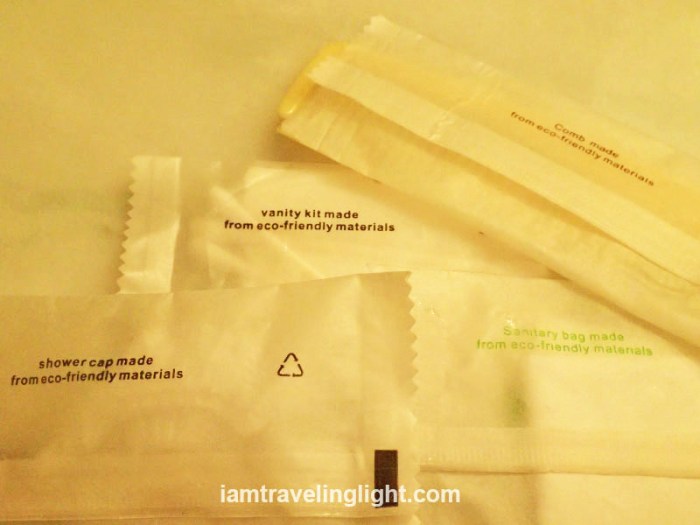 Comb made
from eco-friendly materials
vanity kit made
from eco-friendly materials
Sanitary bag made
from eco-friendly materials
shower cap made
from eco-friendly materials
iamtravelinglight.com